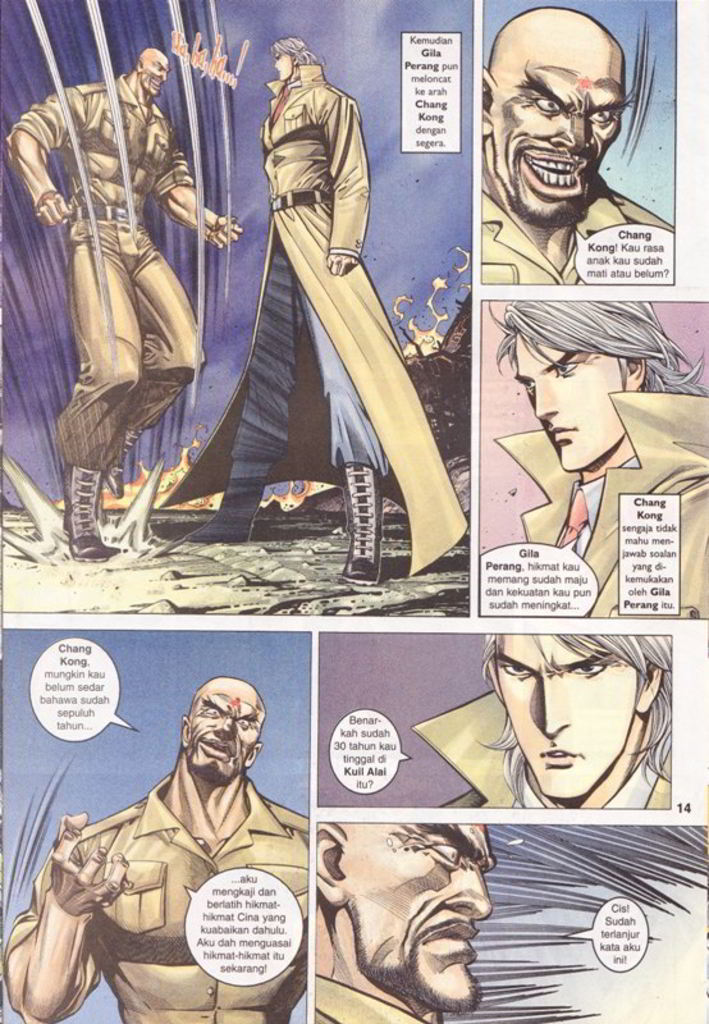 ha ha ha!
Kemudian
Gila
Perang pun
meloncat
ke arah
Chang
Kong
dengan
segera.
Chang
Kong! Kau rasa
anak kau sudah
mati atau belum?
Gila
Perang, hikmat kau
memang sudah maju
dan kekuatan kau pun
sudah meningkat...
Chang
Kong
sengaja tidak
mahu men-
jawab soalan
yang di-
kemukakan
oleh Gila
Perang itu.
Chang
Kong,
mungkin kau
belum sedar
bahawa sudah
sepuluh
tahun...
...aku
mengkaji dan
berlatih hikmat-
hikmat Cina yang
kuabaikan dahulu.
Aku dah menguasai
hikmat-hikmat itu
sekarang!
Benar-
kah sudah
30 tahun kau
tinggal di
Kuil Alai
itu?
14
Cis!
Sudah
terlanjur
kata aku
ini!